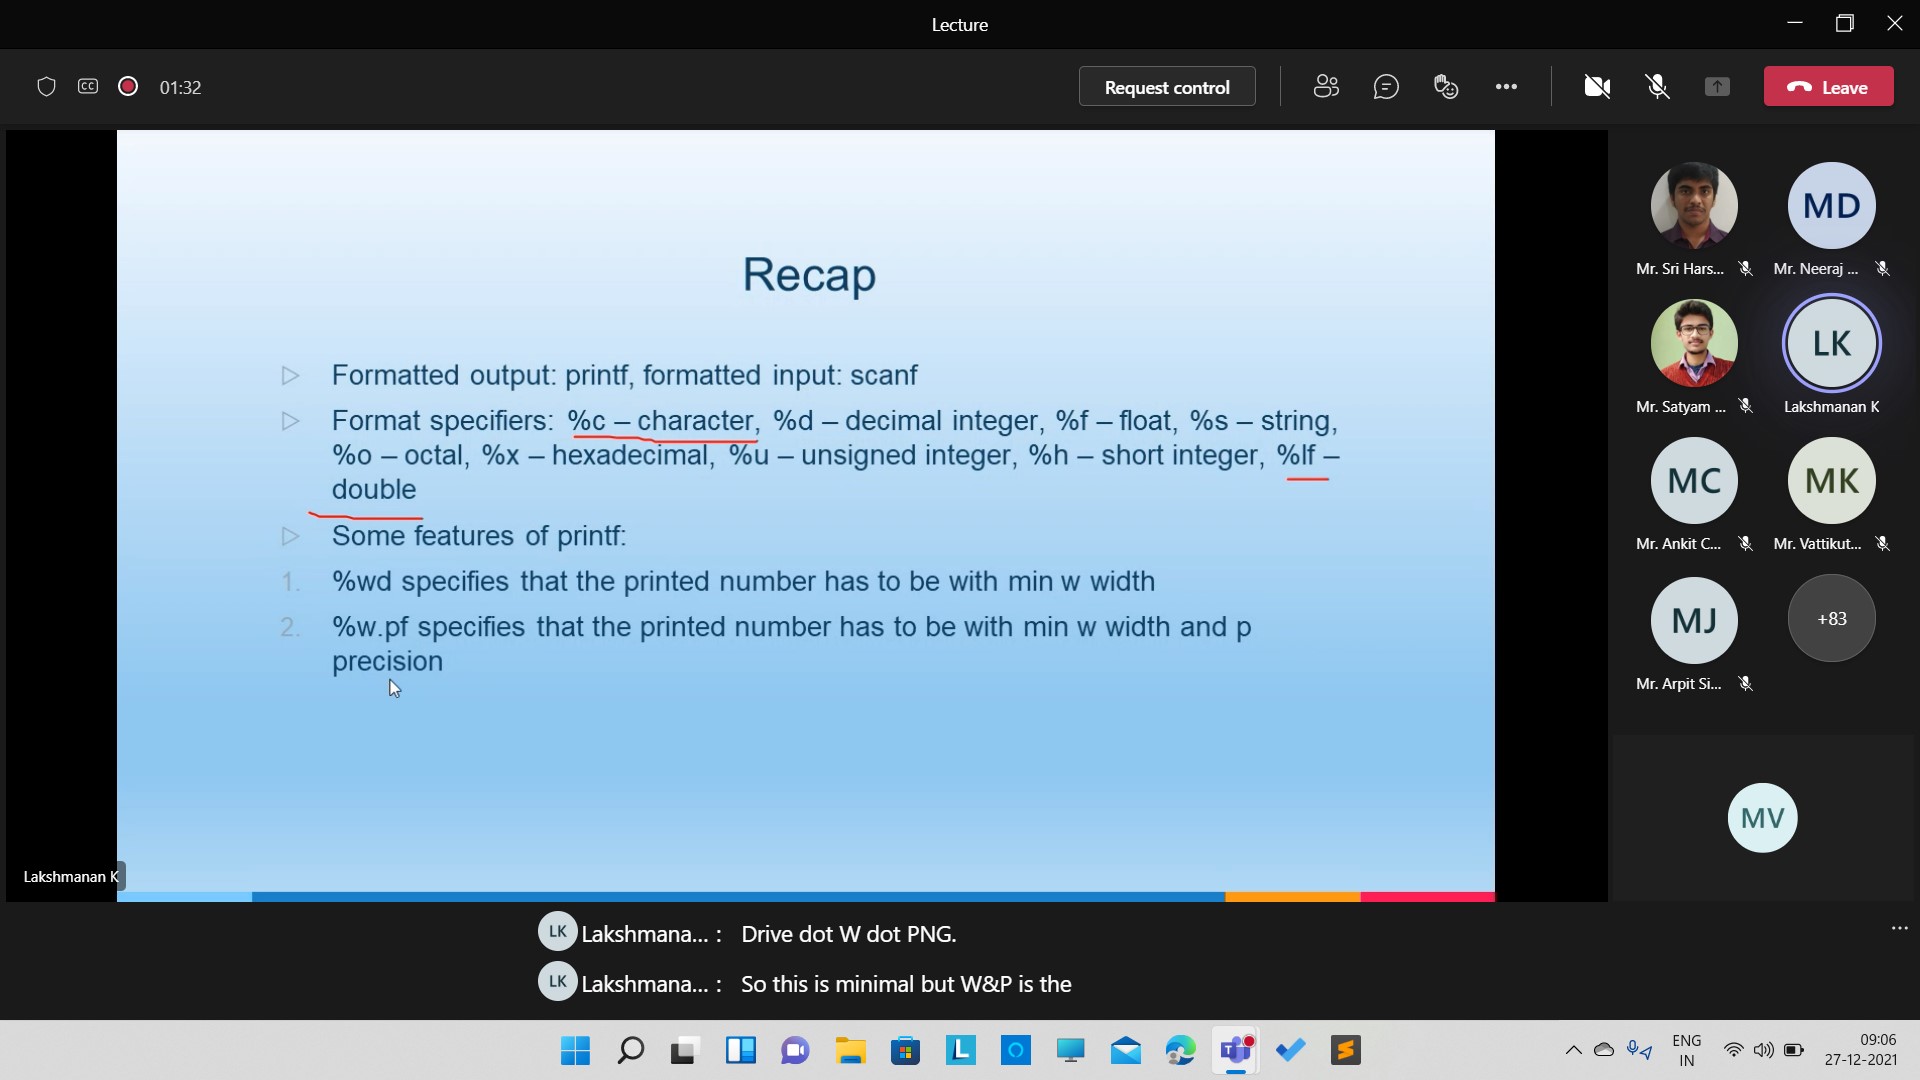 Lecture
CC
01:32
Request control
Leave
Recap
Formatted output: printf, formatted input: scanf
Format specifiers: %c – character, %d – decimal integer, %f – float, %s – string,
%o – octal, %x – hexadecimal, %u – unsigned integer, %h – short integer, %lf –
double
Some features of printf:
1. %wd specifies that the printed number has to be with min w width
2. %w.pf specifies that the printed number has to be with min w width and p
precision
Lakshmanan K
MD
Mr. Sri Hars...
Mr. Neeraj ...
LK
Mr. Satyam ...
Lakshmanan K
MC
MK
Mr. Ankit C...
Mr. Vattikut...
MJ
+83
Mr. Arpit Si...
MV
LK Lakshmana... : Drive dot W dot PNG.
LK Lakshmana... : So this is minimal but W&P is the
L
T
S
ENG
IN
09:06
27-12-2021